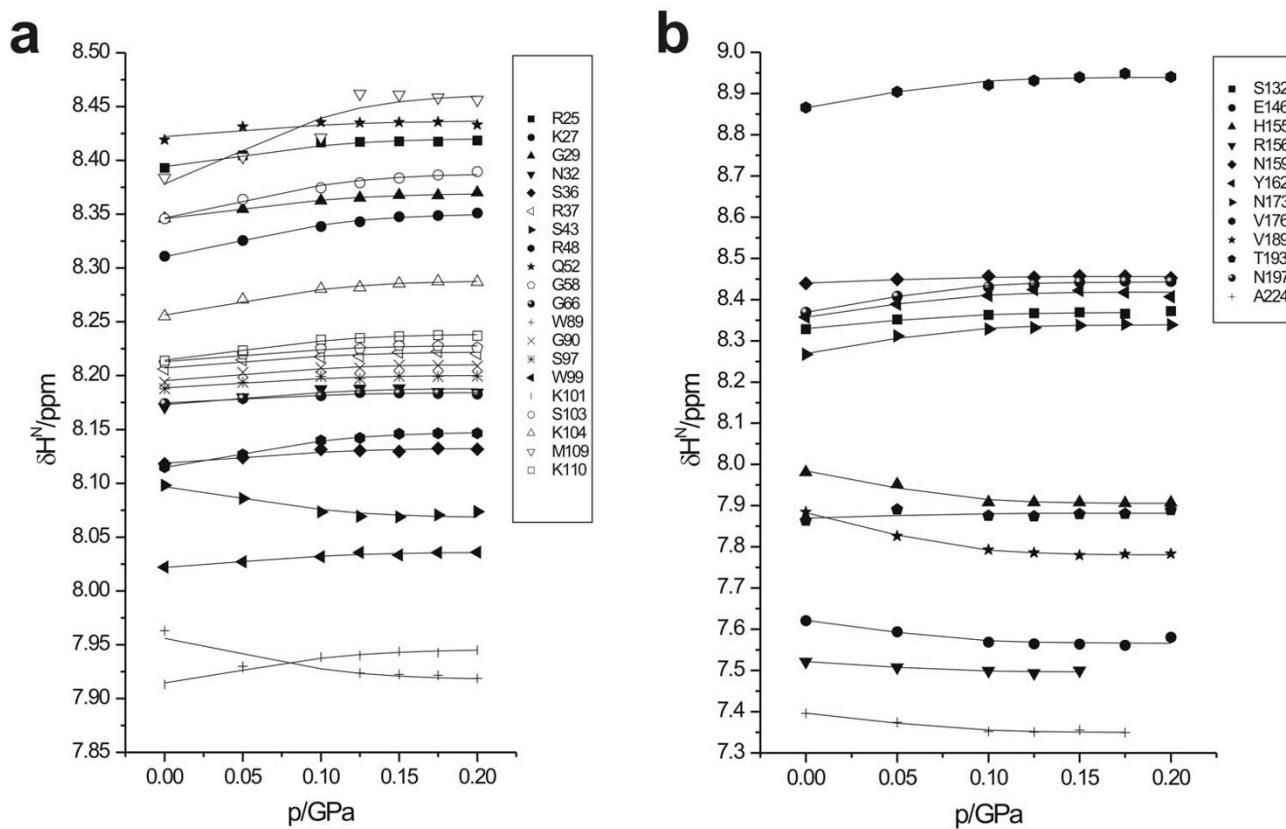 a
8.50
8.45
8.40
8.35
8.30
8.25
8.20
8.15
8.10
8.05
8.00
7.95
7.90
7.85
δHᴺ/ppm
0.00 0.05 0.10 0.15 0.20
p/GPa
R25
K27
G29
N32
S36
R37
S43
R48
Q52
G58
G66
W89
G90
S97
W99
K101
S103
K104
M109
K110
b
9.0
8.9
8.8
8.7
8.6
8.5
8.4
8.3
8.2
8.1
8.0
7.9
7.8
7.7
7.6
7.5
7.4
7.3
δHᴺ/ppm
0.00 0.05 0.10 0.15 0.20
p/GPa
S132
E146
H155
R156
N159
Y162
N173
V176
V189
T193
N197
A224